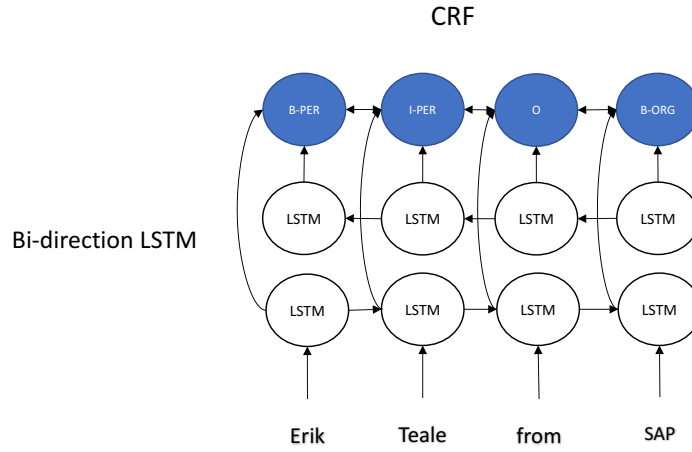 CRF
B-PER I-PER O B-ORG
LSTM LSTM LSTM LSTM
Bi-direction LSTM
LSTM LSTM LSTM LSTM
Erik Teale from SAP